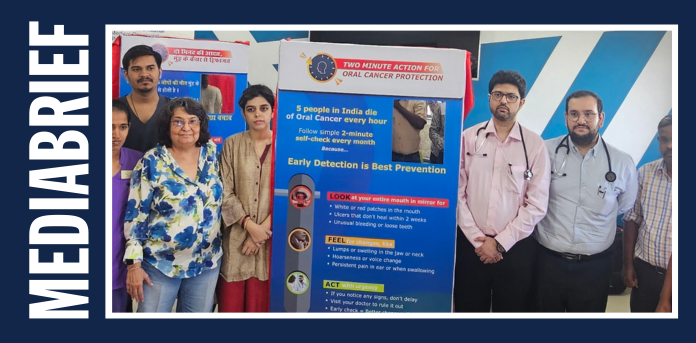 MEDIABRIEF
दो मिनट की आदत,
मुँह के कैंसर से हिफाज़त
TWO MINUTE ACTION FOR
ORAL CANCER PROTECTION
5 people in India die
of Oral Cancer every hour
Follow simple 2-minute
self-check every month
Because...
Early Detection is Best Prevention
LOOK at your entire mouth in mirror for
• White or red patches in the mouth
• Ulcers that don't heal within 2 weeks
• Unusual bleeding or loose teeth
FEEL for changes, like
• Lumps or swelling in the jaw or neck
• Hoarseness or voice change
• Persistent pain in ear or when swallowing
ACT with urgency
• If you notice any signs, don't delay
• Visit your doctor to rule it out
• Early check = Better